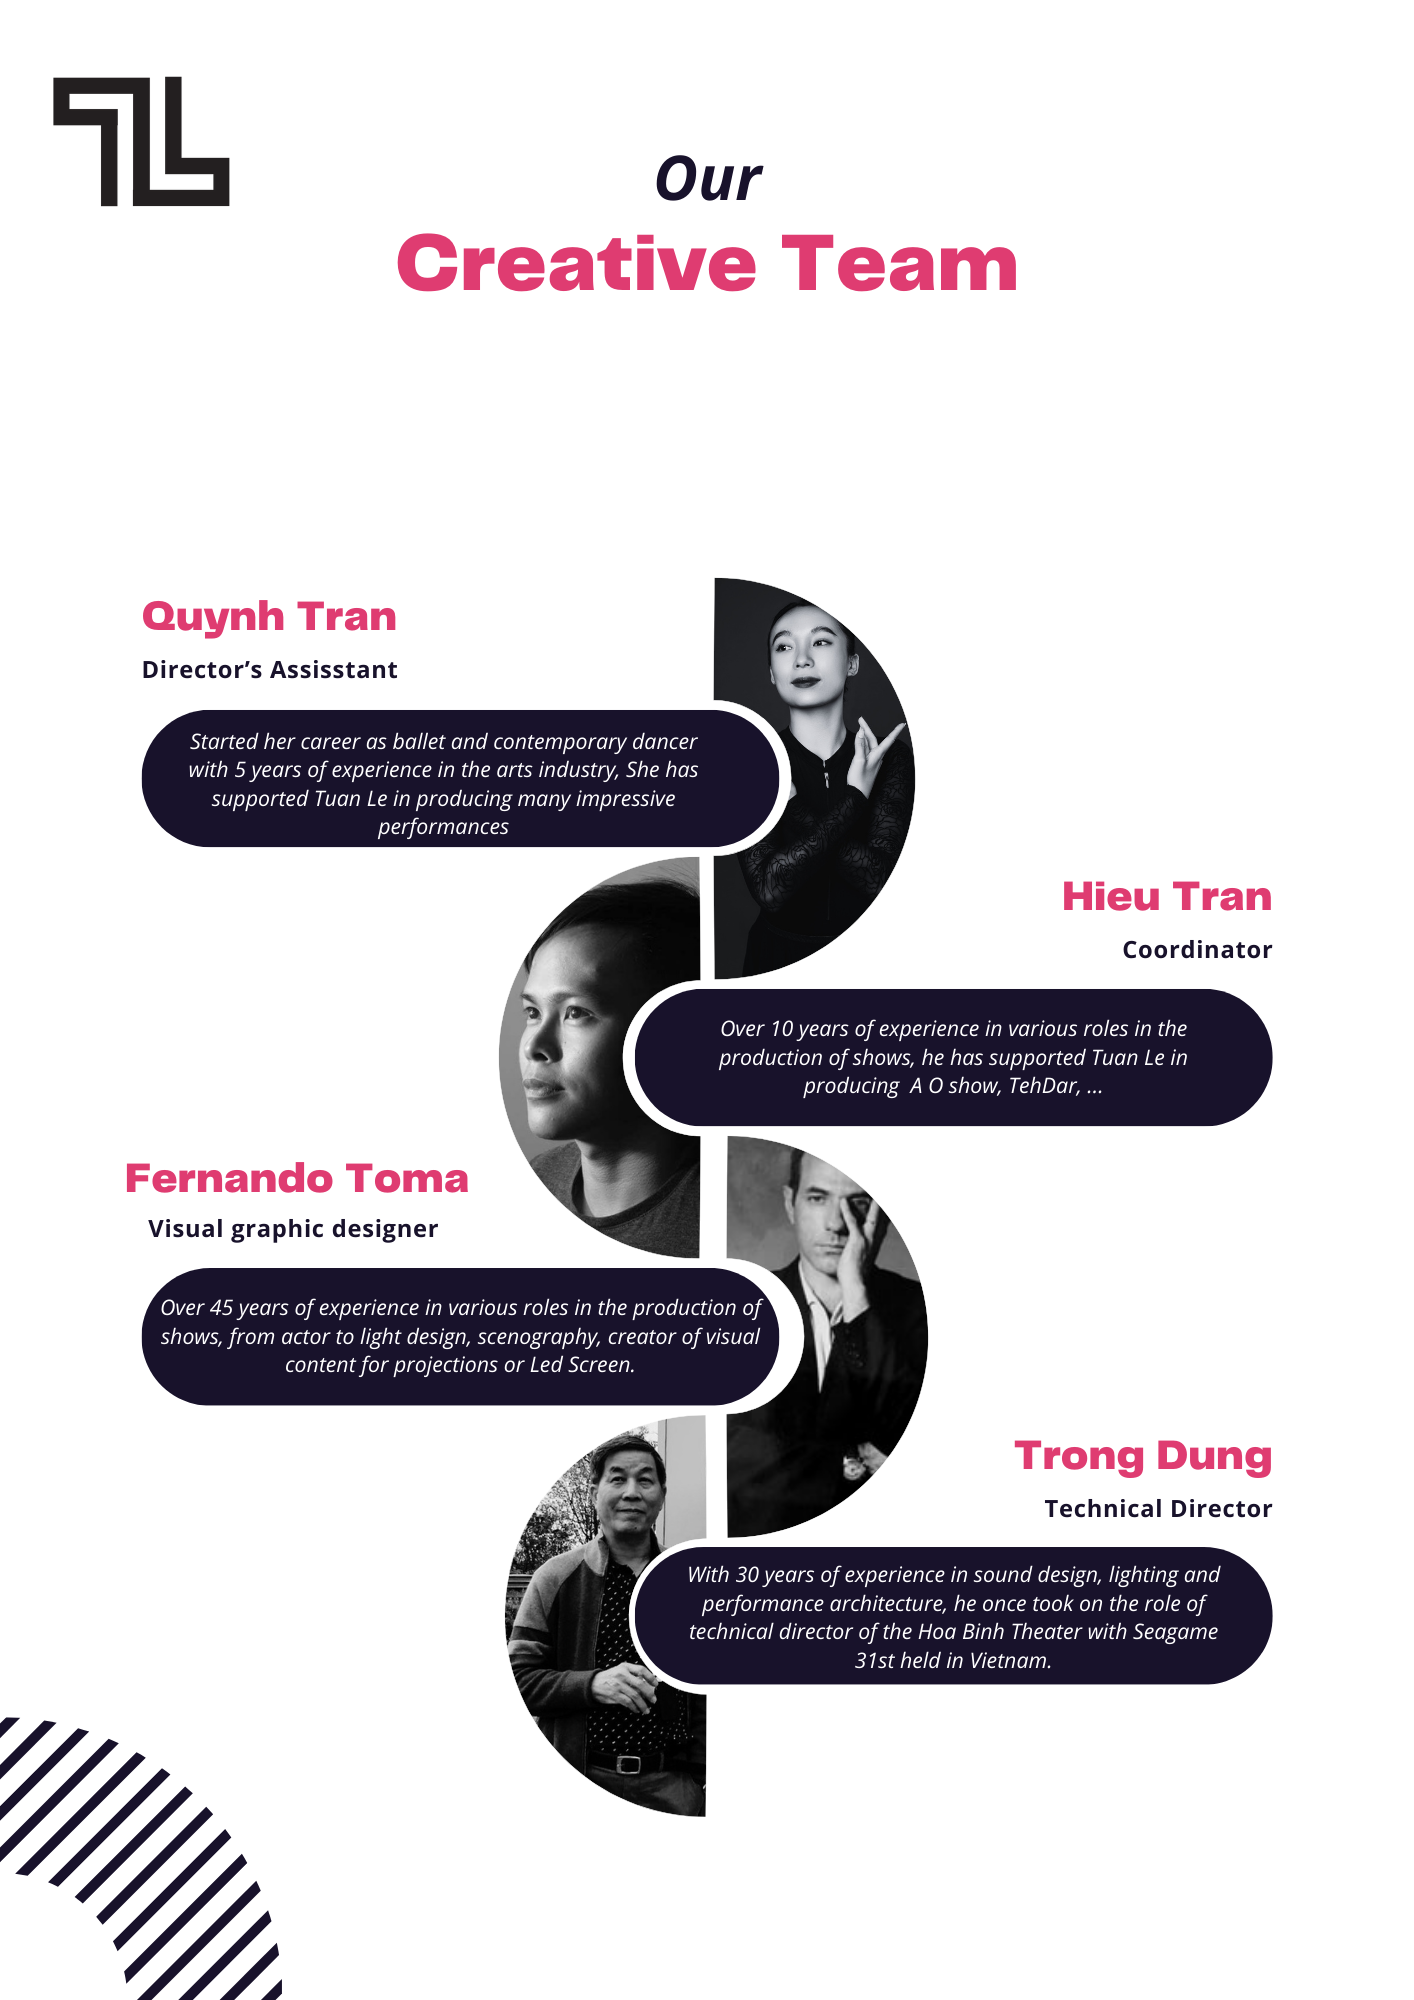 Our
Creative Team
Quynh Tran
Director’s Assisstant
Started her career as ballet and contemporary dancer
with 5 years of experience in the arts industry, She has
supported Tuan Le in producing many impressive
performances
Hieu Tran
Coordinator
Over 10 years of experience in various roles in the
production of shows, he has supported Tuan Le in
producing  A O show, TehDar, ...
Fernando Toma
Visual graphic designer
Over 45 years of experience in various roles in the production of
shows, from actor to light design, scenography, creator of visual
content for projections or Led Screen.
Trong Dung
Technical Director
With 30 years of experience in sound design, lighting and
performance architecture, he once took on the role of
technical director of the Hoa Binh Theater with Seagame
31st held in Vietnam.